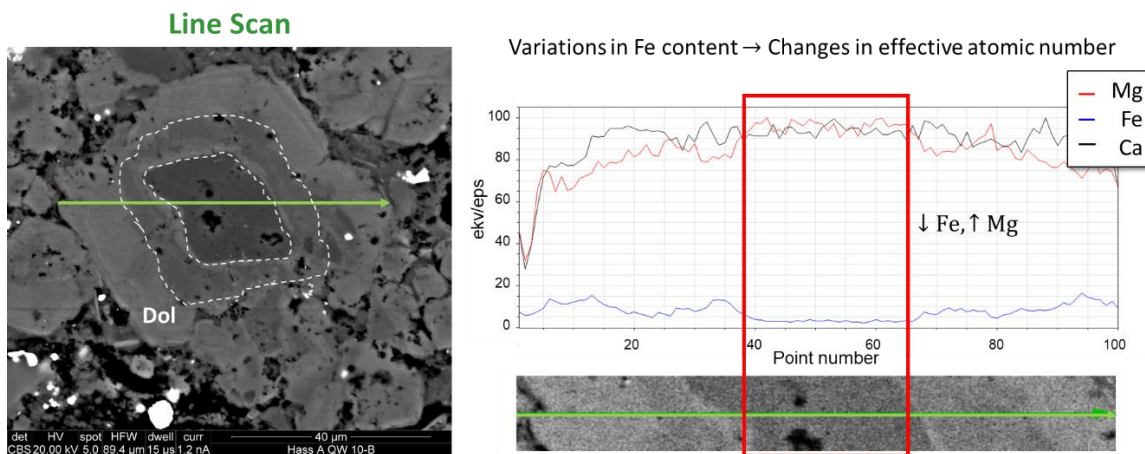 Line Scan
Variations in Fe content → Changes in effective atomic number
Dol
det HV spot HFW dwell curr 40 μm
CBS 20.00 kV 5.0 89.4 μm 15 us 1.2 nA Hass A QW 10-B
Mg
Fe
Ca
ekv/eps
100
80
60
40
20
0
↓ Fe, ↑ Mg
20 40 60 80 100
Point number